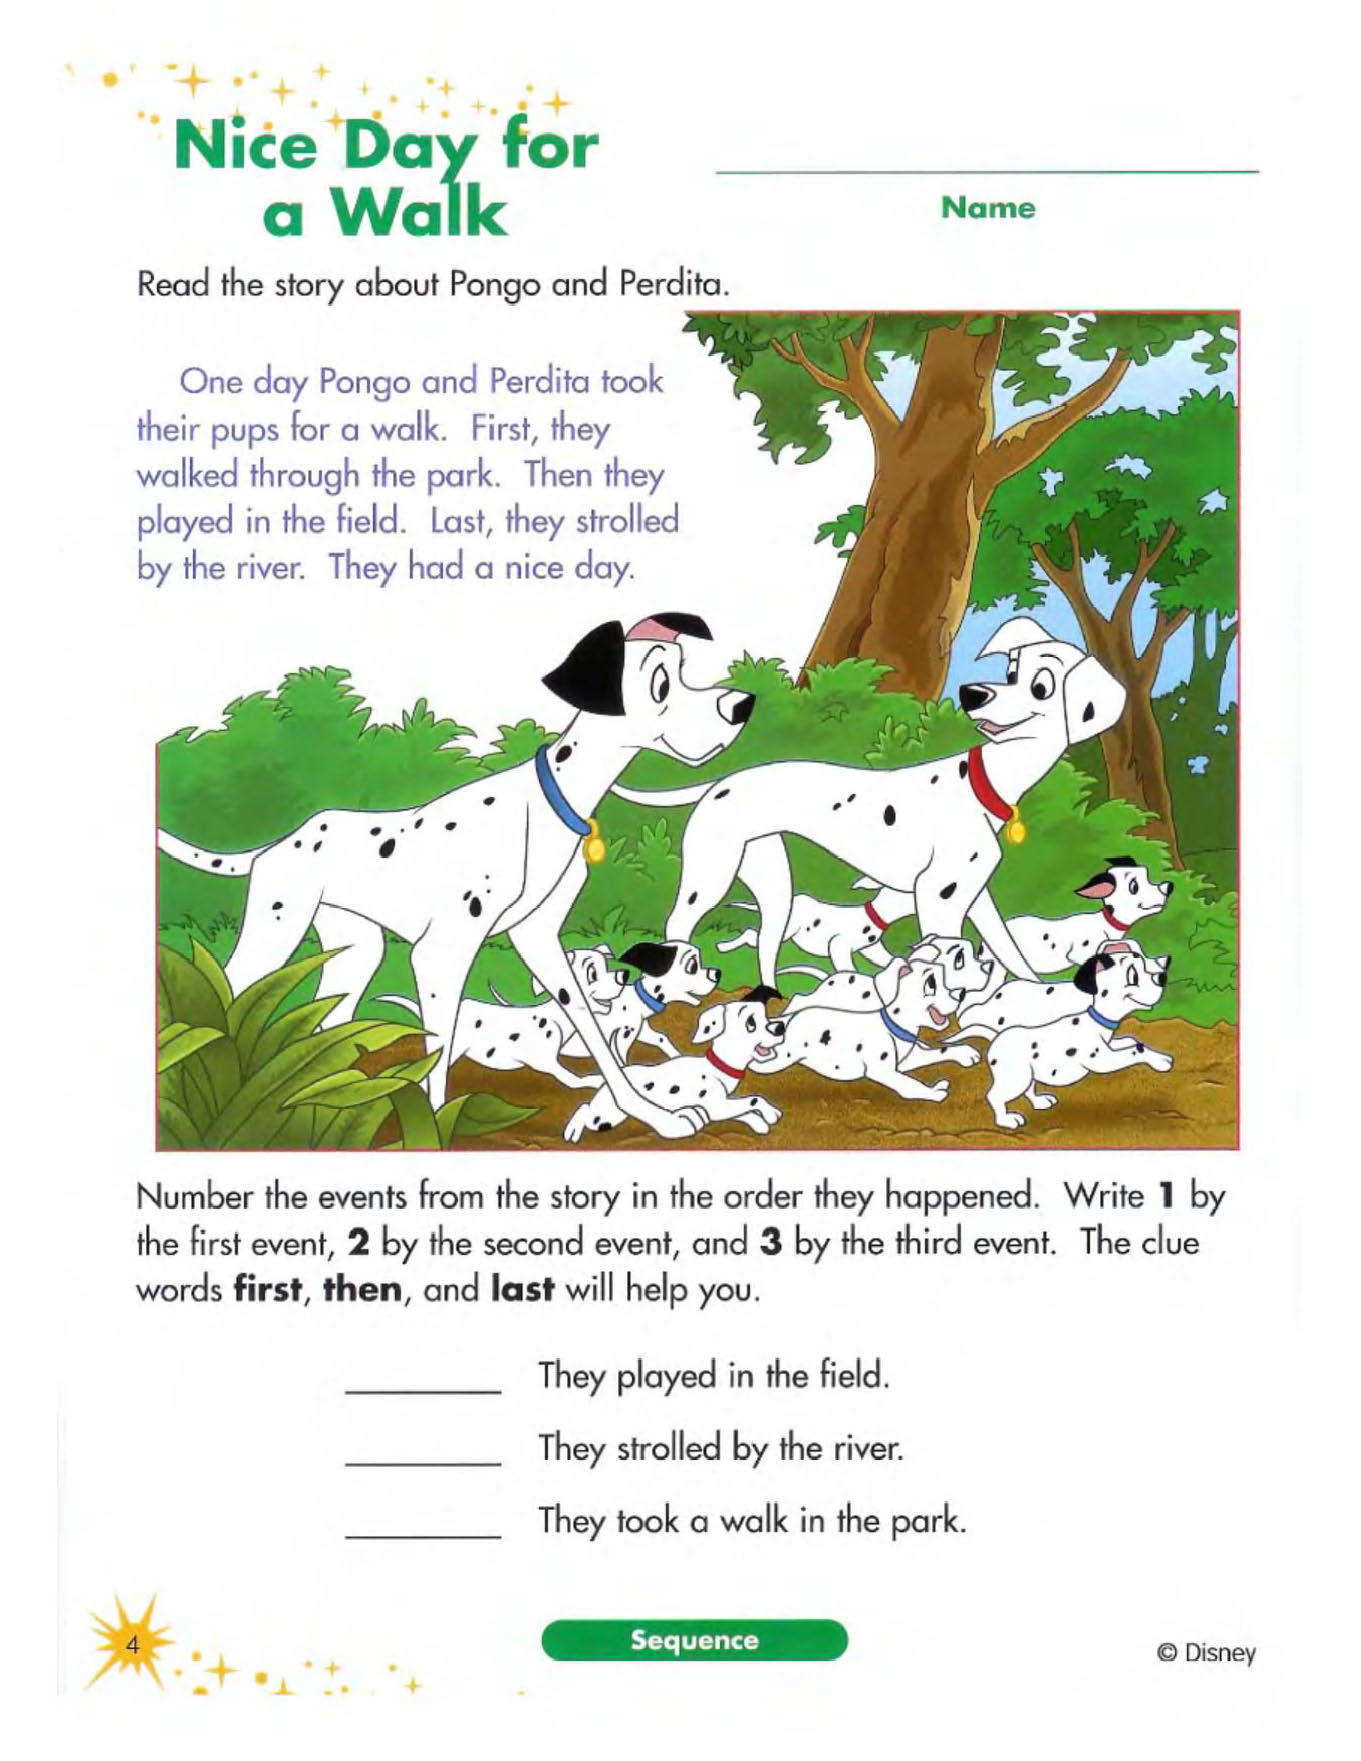 Nice Day for
a Walk
Name
Read the story about Pongo and Perdita.
One day Pongo and Perdita took
their pups for a walk. First, they
walked through the park. Then they
played in the field. Last, they strolled
by the river. They had a nice day.
Number the events from the story in the order they happened. Write 1 by
the first event, 2 by the second event, and 3 by the third event. The clue
words first, then, and last will help you.
They played in the field.
They strolled by the river.
They took a walk in the park.
4
Sequence
© Disney